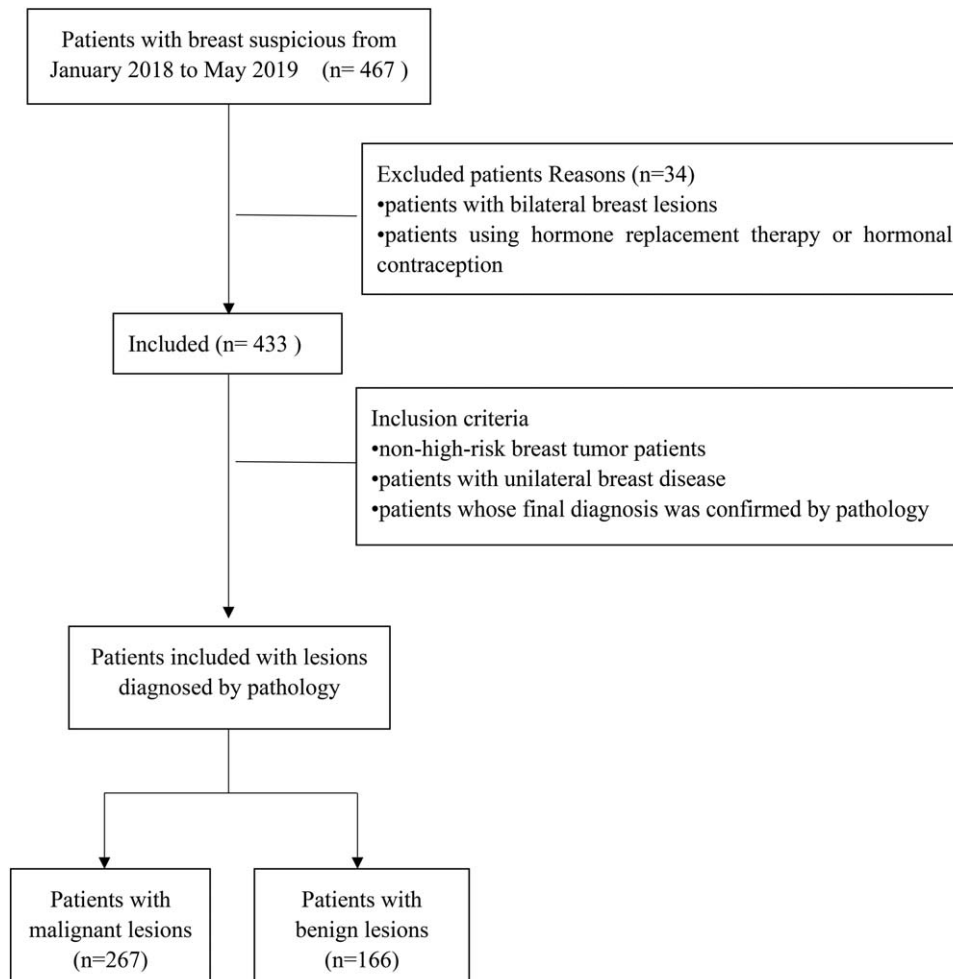 Patients with breast suspicious from
January 2018 to May 2019 (n= 467 )
Excluded patients Reasons (n=34)
•patients with bilateral breast lesions
•patients using hormone replacement therapy or hormonal
contraception
Included (n= 433 )
Inclusion criteria
•non-high-risk breast tumor patients
•patients with unilateral breast disease
•patients whose final diagnosis was confirmed by pathology
Patients included with lesions
diagnosed by pathology
Patients with
malignant lesions
(n=267)
Patients with
benign lesions
(n=166)